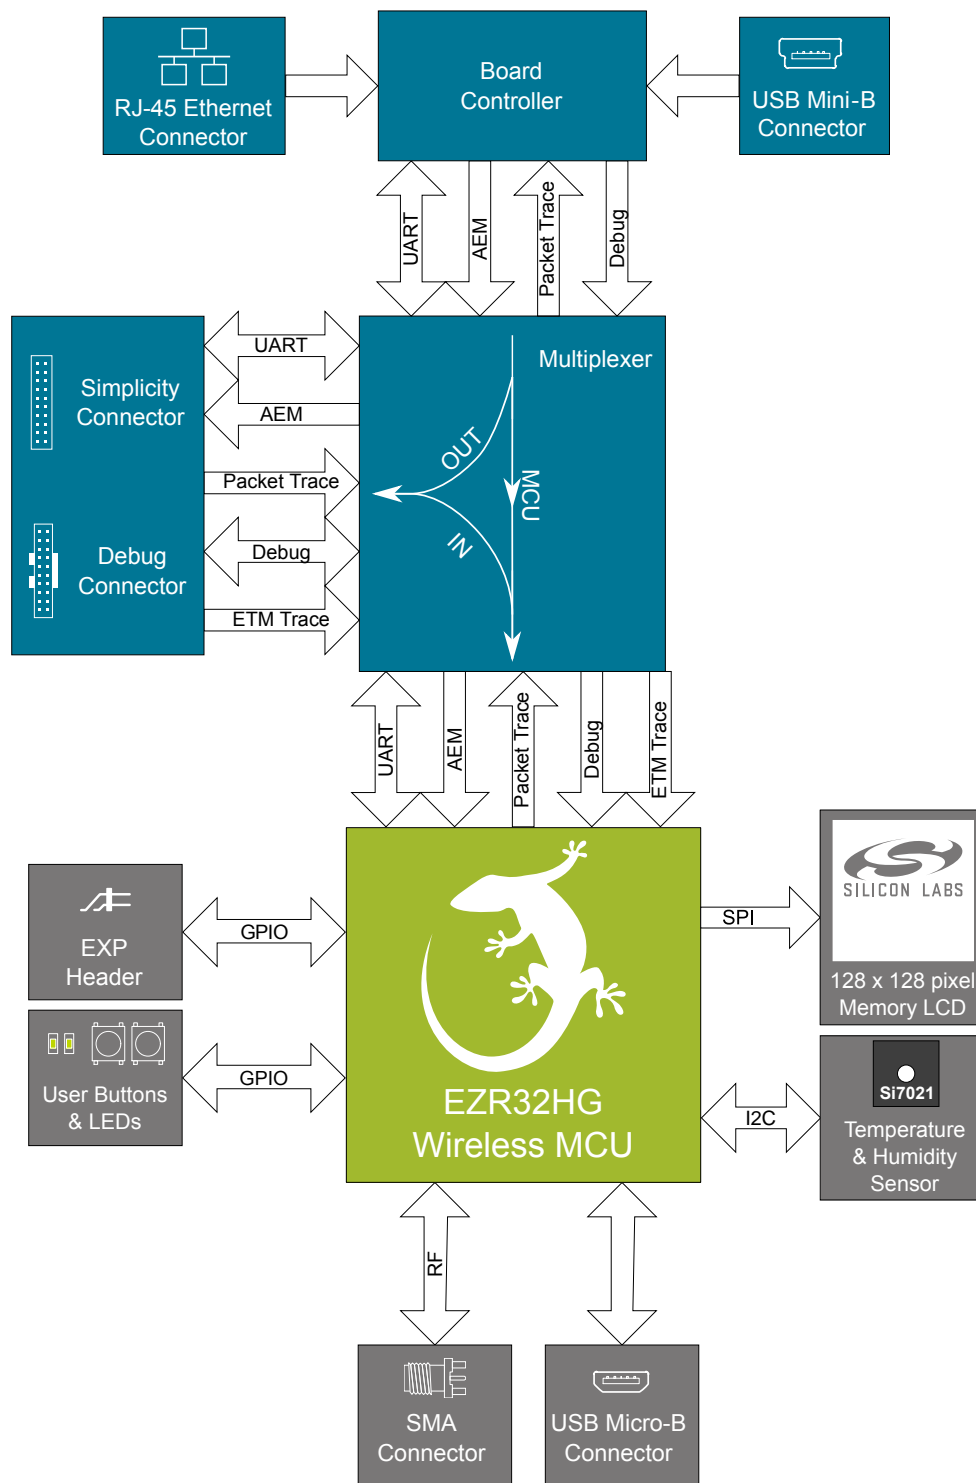 RJ-45 Ethernet
Connector
Board
Controller
USB Mini-B
Connector
UART
AEM
Packet Trace
Debug
Simplicity
Connector
Debug
Connector
UART
AEM
Packet Trace
Debug
ETM Trace
Multiplexer
OUT
MCU
IN
UART
AEM
Packet Trace
Debug
ETM Trace
EXP
Header
GPIO
User Buttons
& LEDs
GPIO
EZR32HG
Wireless MCU
SPI
SILICON LABS
128 x 128 pixel
Memory LCD
I2C
Si7021
Temperature
& Humidity
Sensor
RF
SMA
Connector
USB Micro-B
Connector